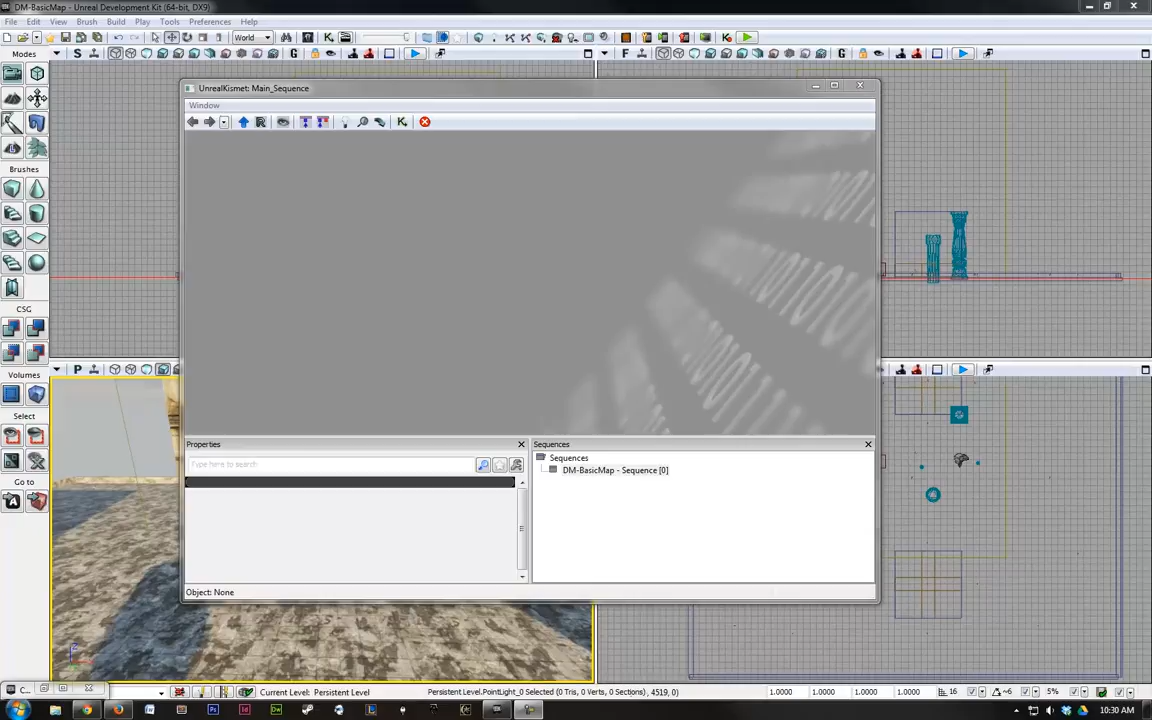 DM-BasicMap - Unreal Development Kit (64-bit, DX9)
File Edit View Brush Build Play Tools Preferences Help
World
Modes
S
G
F
G
UnrealKismet: Main_Sequence
Window
R
K
Brushes
CSG
P
Volumes
Properties
Sequences
Type here to search
Sequences
DM-BasicMap - Sequence [0]
Select
Go to
Object: None
C...
Current Level: Persistent Level
Persistent Level.PointLight_0 Selected (0 Tris, 0 Verts, 0 Sections), 4519, 0)
1.0000 1.0000 1.0000 1.0000
16
~6
5%
10:30 AM